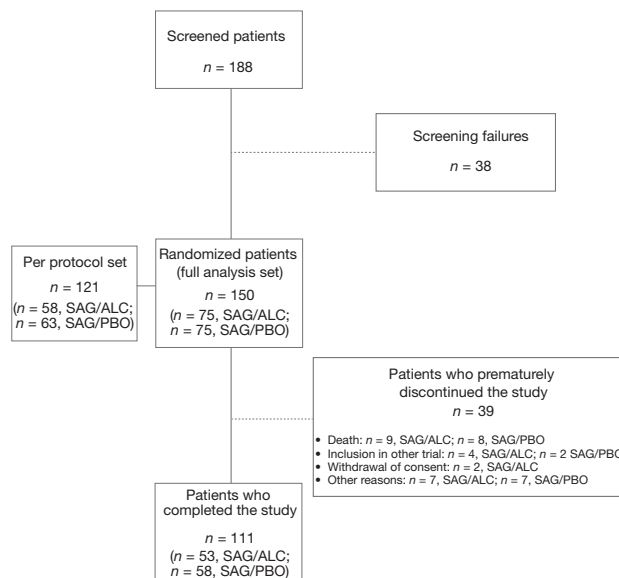 Screened patients
n = 188
Screening failures
n = 38
Per protocol set
n = 121
(n = 58, SAG/ALC;
n = 63, SAG/PBO)
Randomized patients
(full analysis set)
n = 150
(n = 75, SAG/ALC;
n = 75, SAG/PBO)
Patients who prematurely
discontinued the study
n = 39
• Death: n = 9, SAG/ALC; n = 8, SAG/PBO
• Inclusion in other trial: n = 4, SAG/ALC; n = 2 SAG/PBO
• Withdrawal of consent: n = 2, SAG/ALC
• Other reasons: n = 7, SAG/ALC; n = 7, SAG/PBO
Patients who
completed the study
n = 111
(n = 53, SAG/ALC;
n = 58, SAG/PBO)